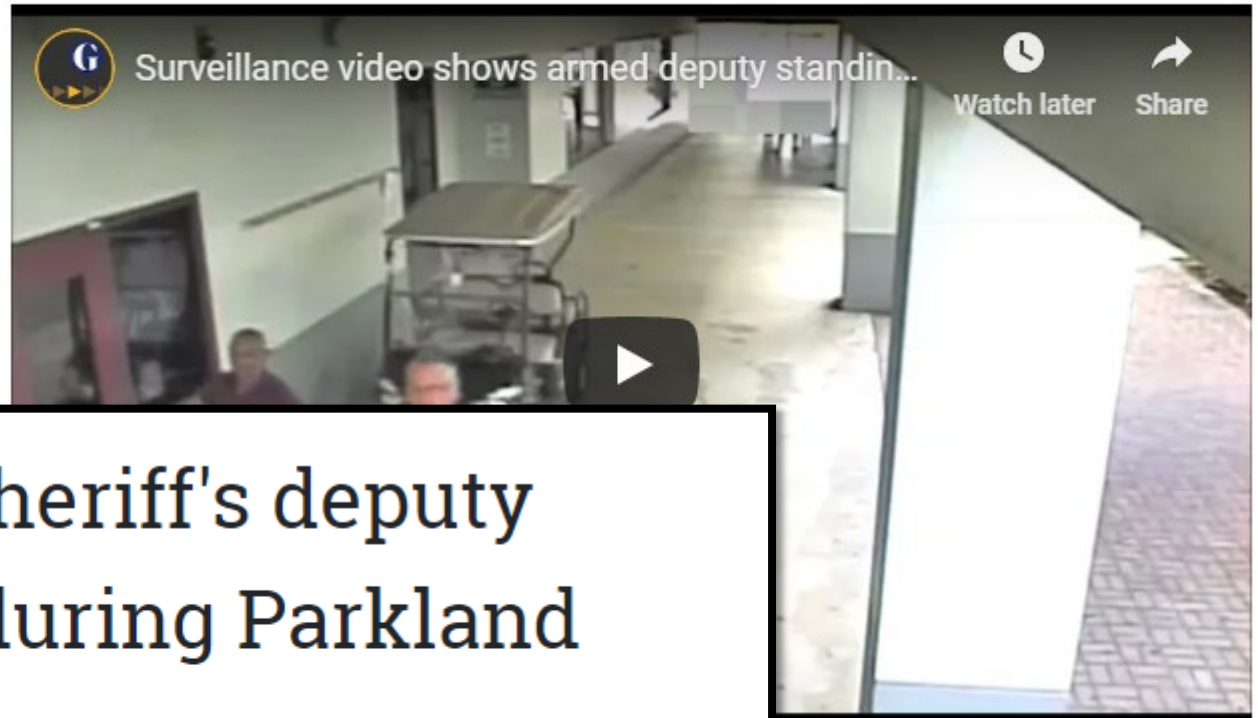 G
Surveillance video shows armed deputy standin...
Watch later
Share
heriff's deputy
luring Parkland